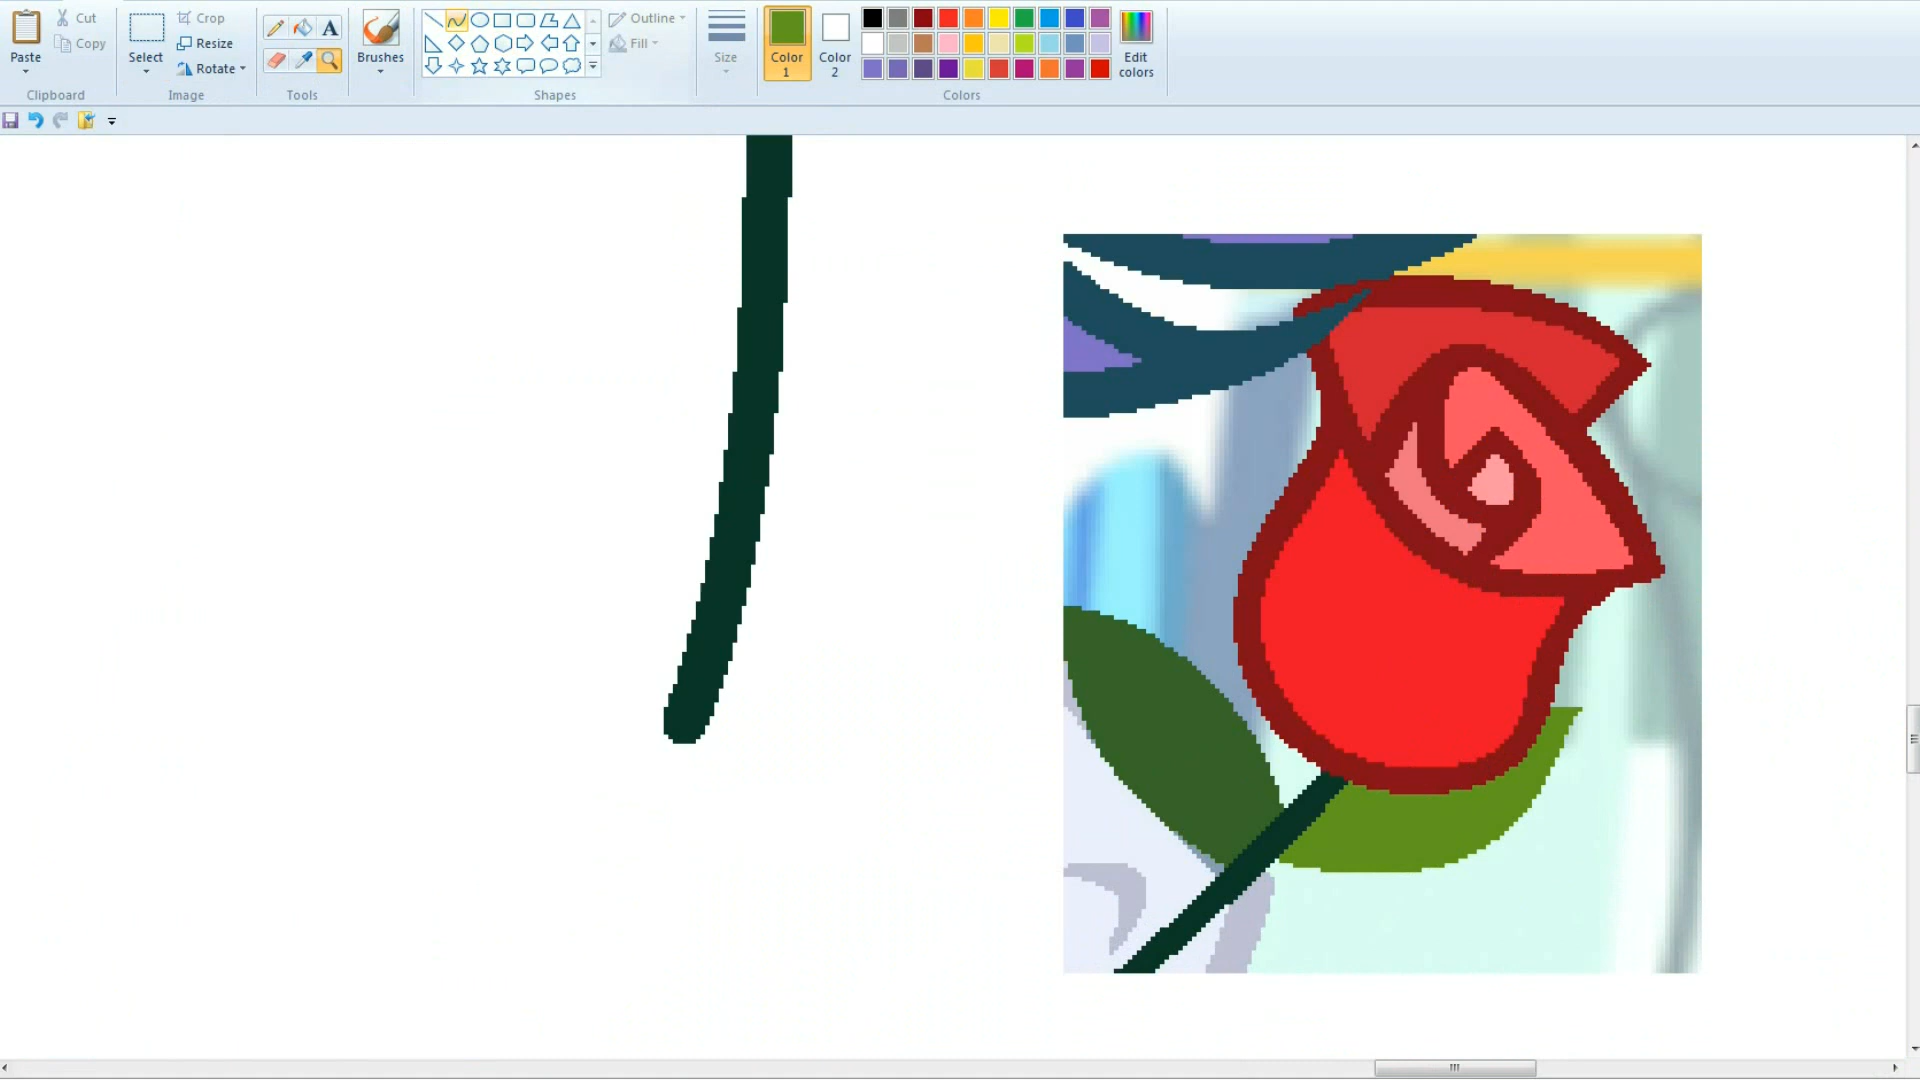 Paste
Cut
Copy
Clipboard
Select
Crop
Resize
Rotate
Image
A
Tools
Brushes
Outline
Fill
Shapes
Size
Color
1
Color
2
Edit
colors
Colors